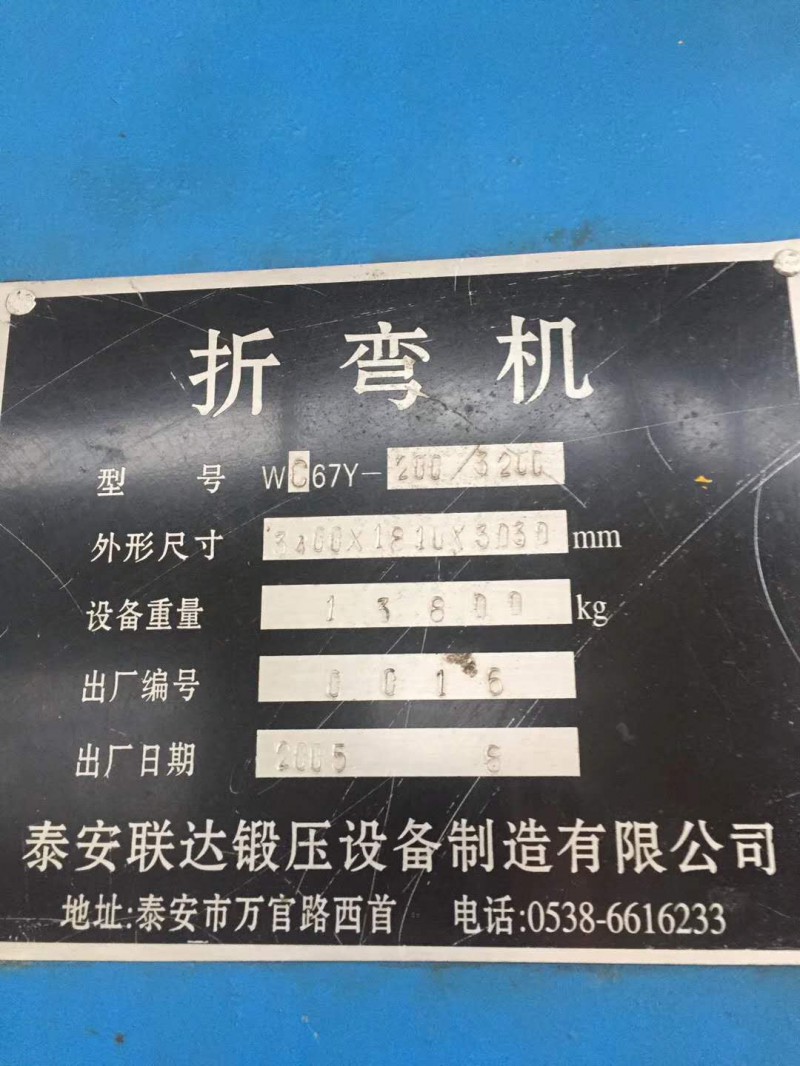 折弯机
型号 WC67Y-200/3200
外形尺寸 3400X1810X3030 mm
设备重量 13800 kg
出厂编号 0016
出厂日期 2005 8
泰安联达锻压设备制造有限公司
地址:泰安市万官路西首 电话:0538-6616233